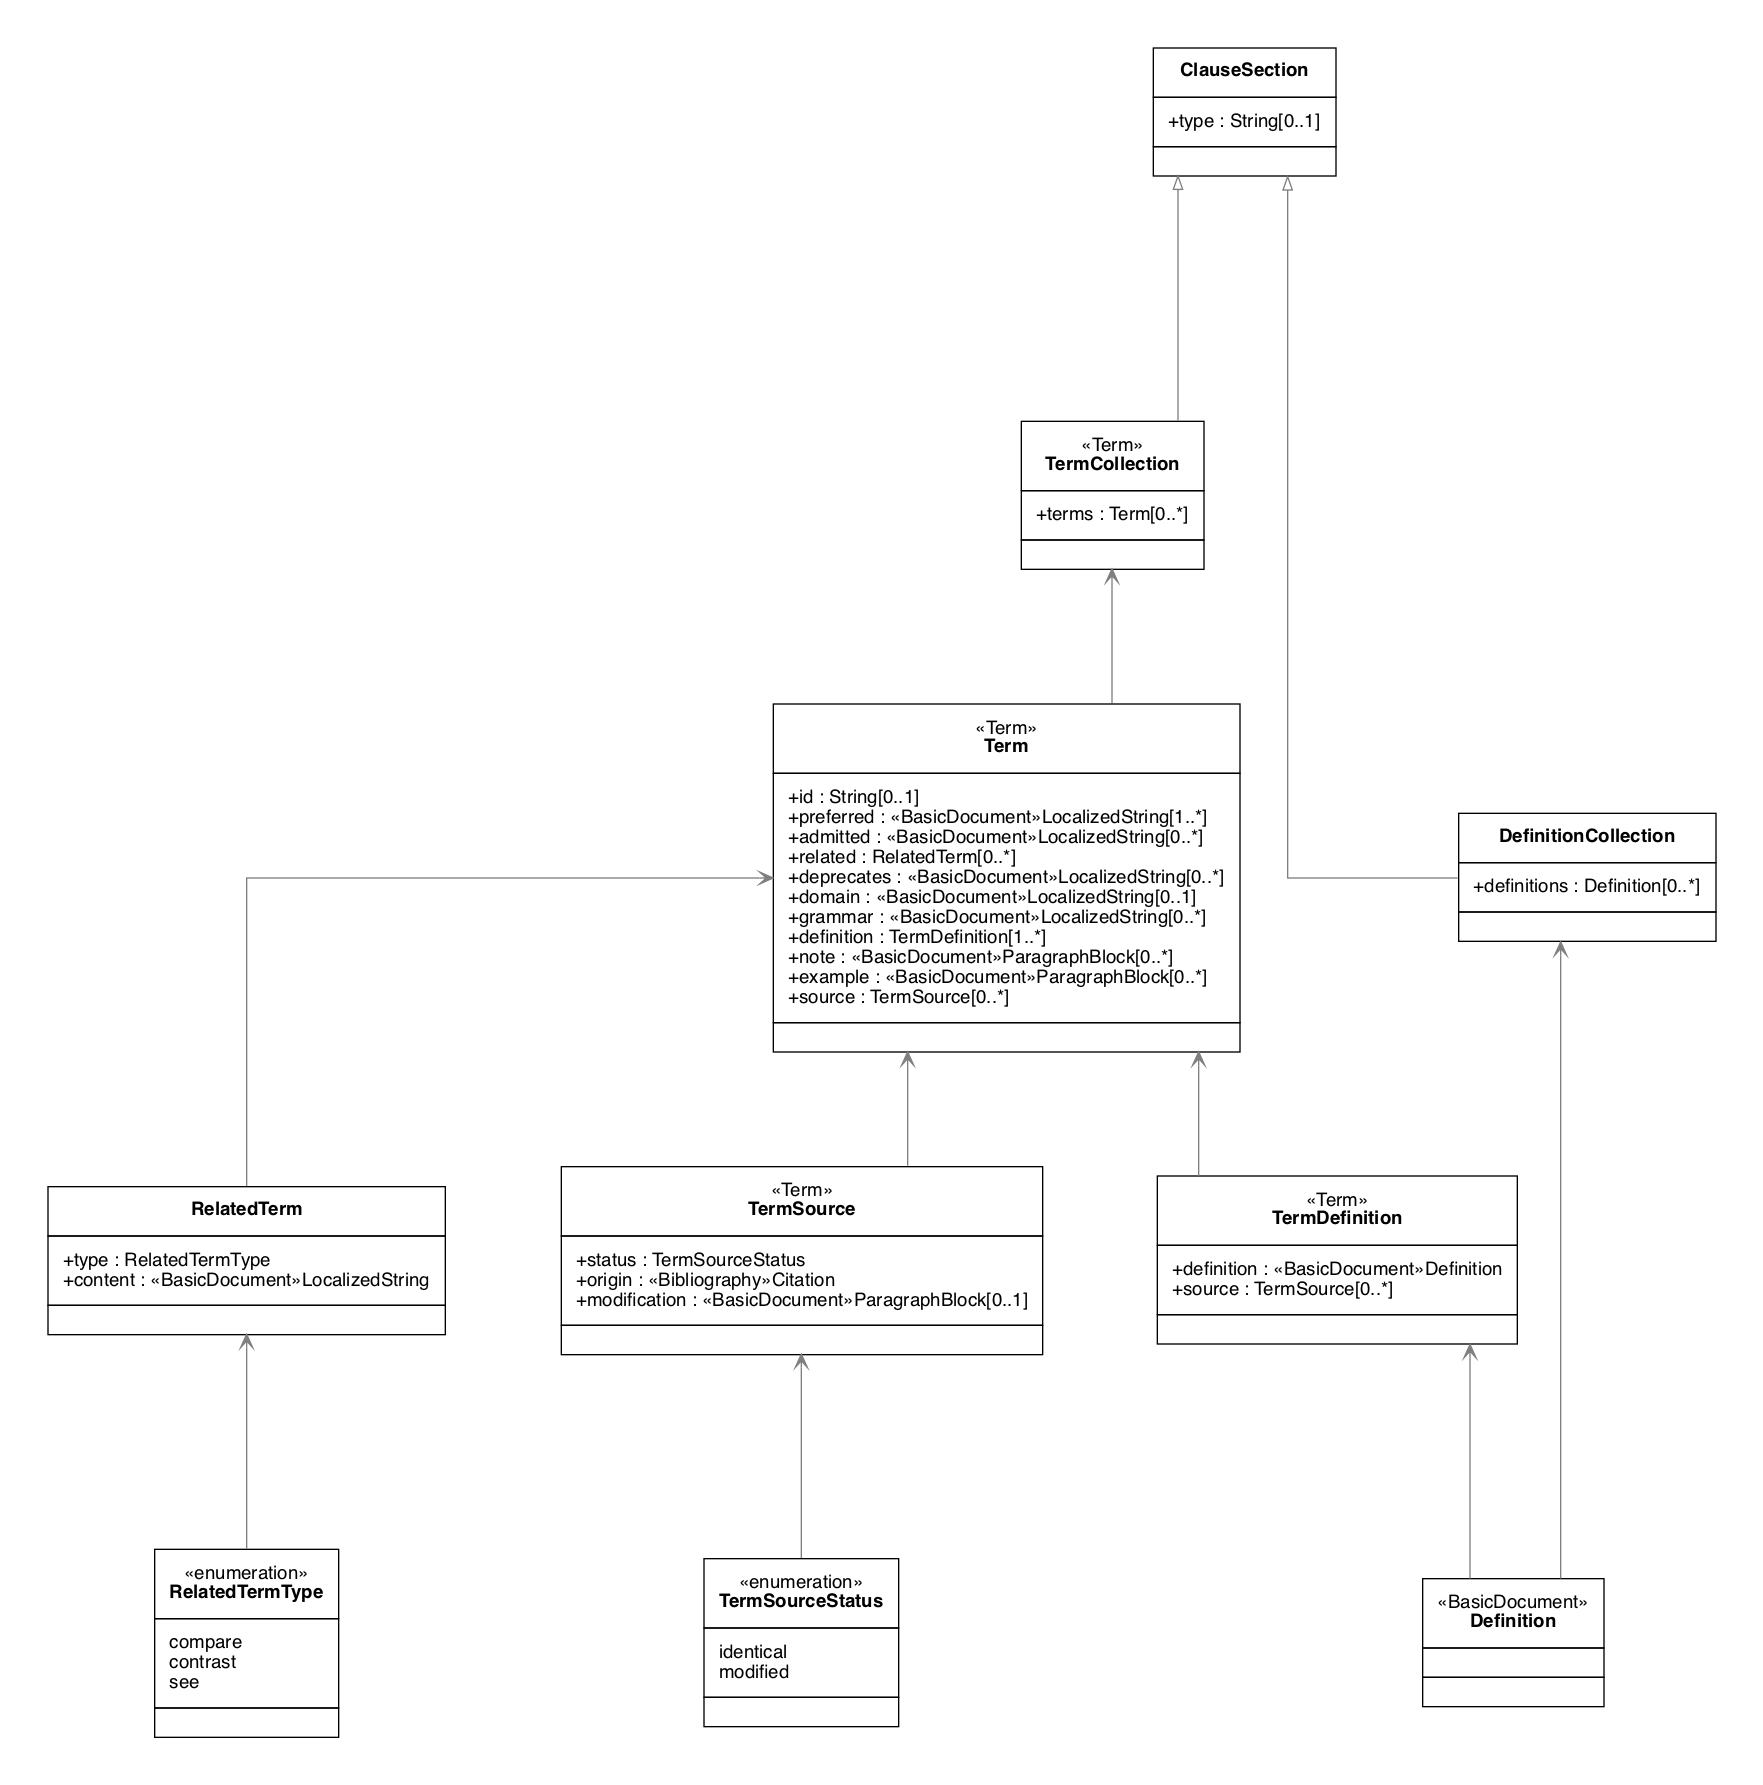 ClauseSection
+type : String[0..1]
«Term»
TermCollection
+terms : Term[0..*]
«Term»
Term
+id : String[0..1]
+preferred : «BasicDocument»LocalizedString[1..*]
+admitted : «BasicDocument»LocalizedString[0..*]
+related : RelatedTerm[0..*]
+deprecates : «BasicDocument»LocalizedString[0..*]
+domain : «BasicDocument»LocalizedString[0..1]
+grammar : «BasicDocument»LocalizedString[0..*]
+definition : TermDefinition[1..*]
+note : «BasicDocument»ParagraphBlock[0..*]
+example : «BasicDocument»ParagraphBlock[0..*]
+source : TermSource[0..*]
DefinitionCollection
+definitions : Definition[0..*]
RelatedTerm
+type : RelatedTermType
+content : «BasicDocument»LocalizedString
«Term»
TermSource
+status : TermSourceStatus
+origin : «Bibliography»Citation
+modification : «BasicDocument»ParagraphBlock[0..1]
«Term»
TermDefinition
+definition : «BasicDocument»Definition
+source : TermSource[0..*]
«enumeration»
RelatedTermType
compare
contrast
see
«enumeration»
TermSourceStatus
identical
modified
«BasicDocument»
Definition